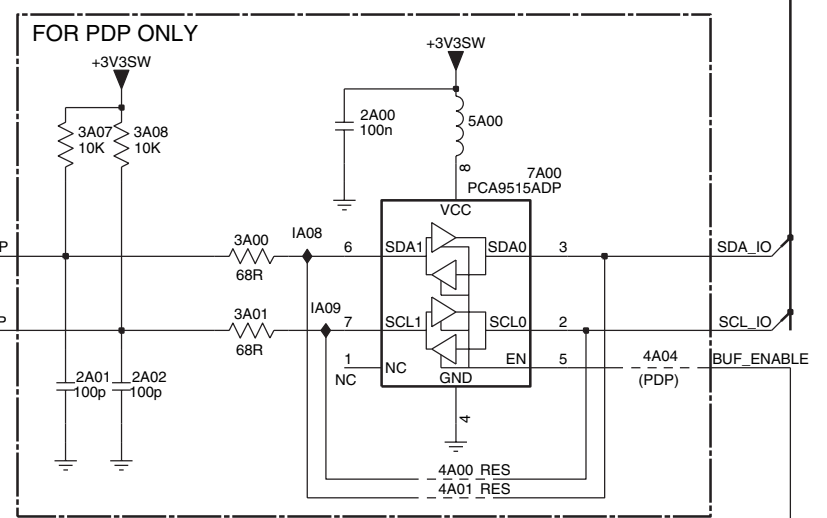 FOR PDP ONLY
+3V3SW
+3V3SW
3A07
10K
3A08
10K
2A00
100n
5A00
8
7A00
PCA9515ADP
VCC
3A00
68R
IA08
6
SDA1
SDA0
3
SDA_IO
3A01
68R
IA09
7
SCL1
SCL0
2
SCL_IO
1
NC
NC
EN
5
4A04
(PDP)
BUF_ENABLE
GND
4
2A01
100p
2A02
100p
4A00 RES
4A01 RES